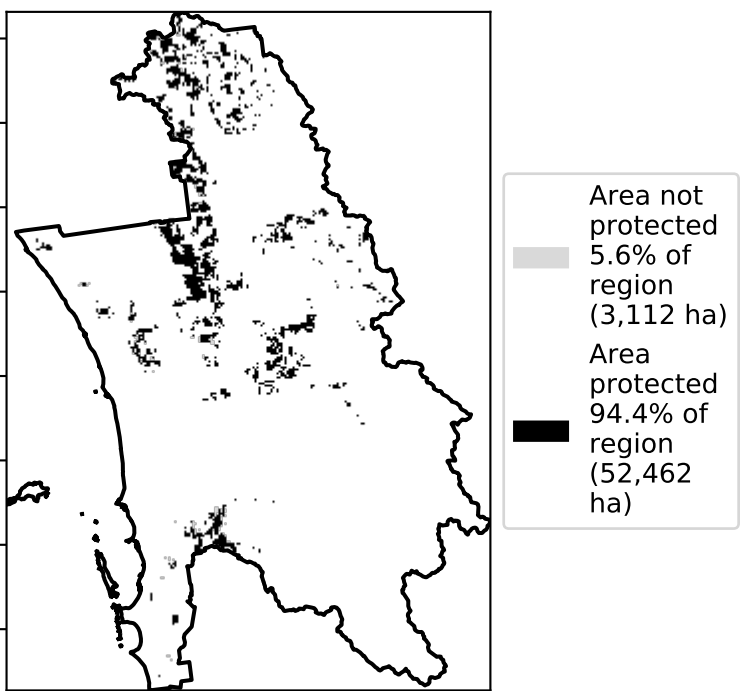 Area not
protected
5.6% of
region
(3,112 ha)
Area
protected
94.4% of
region
(52,462
ha)